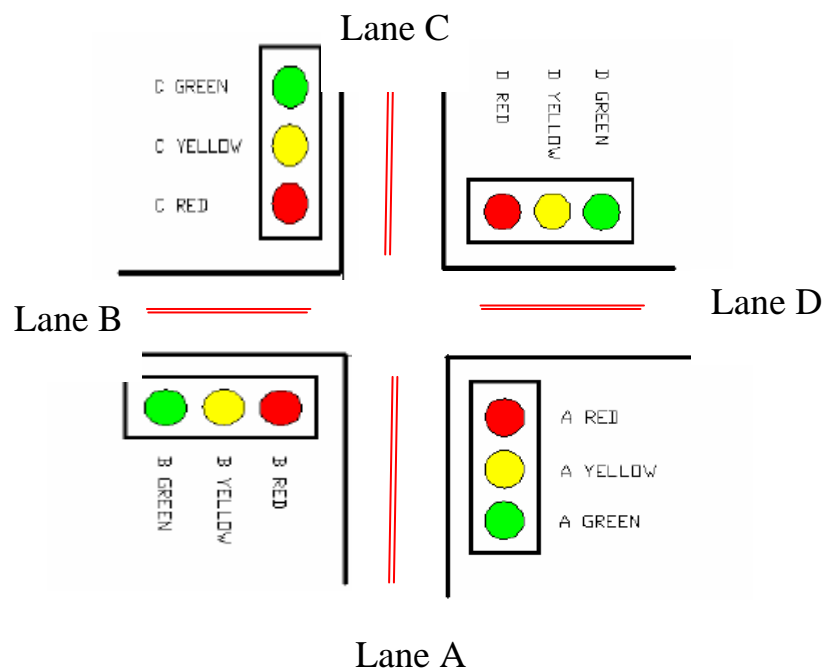 Lane C
C GREEN
C YELLOW
C RED
D RED
D YELLOW
D GREEN
Lane B
Lane D
B GREEN
B YELLOW
B RED
A RED
A YELLOW
A GREEN
Lane A